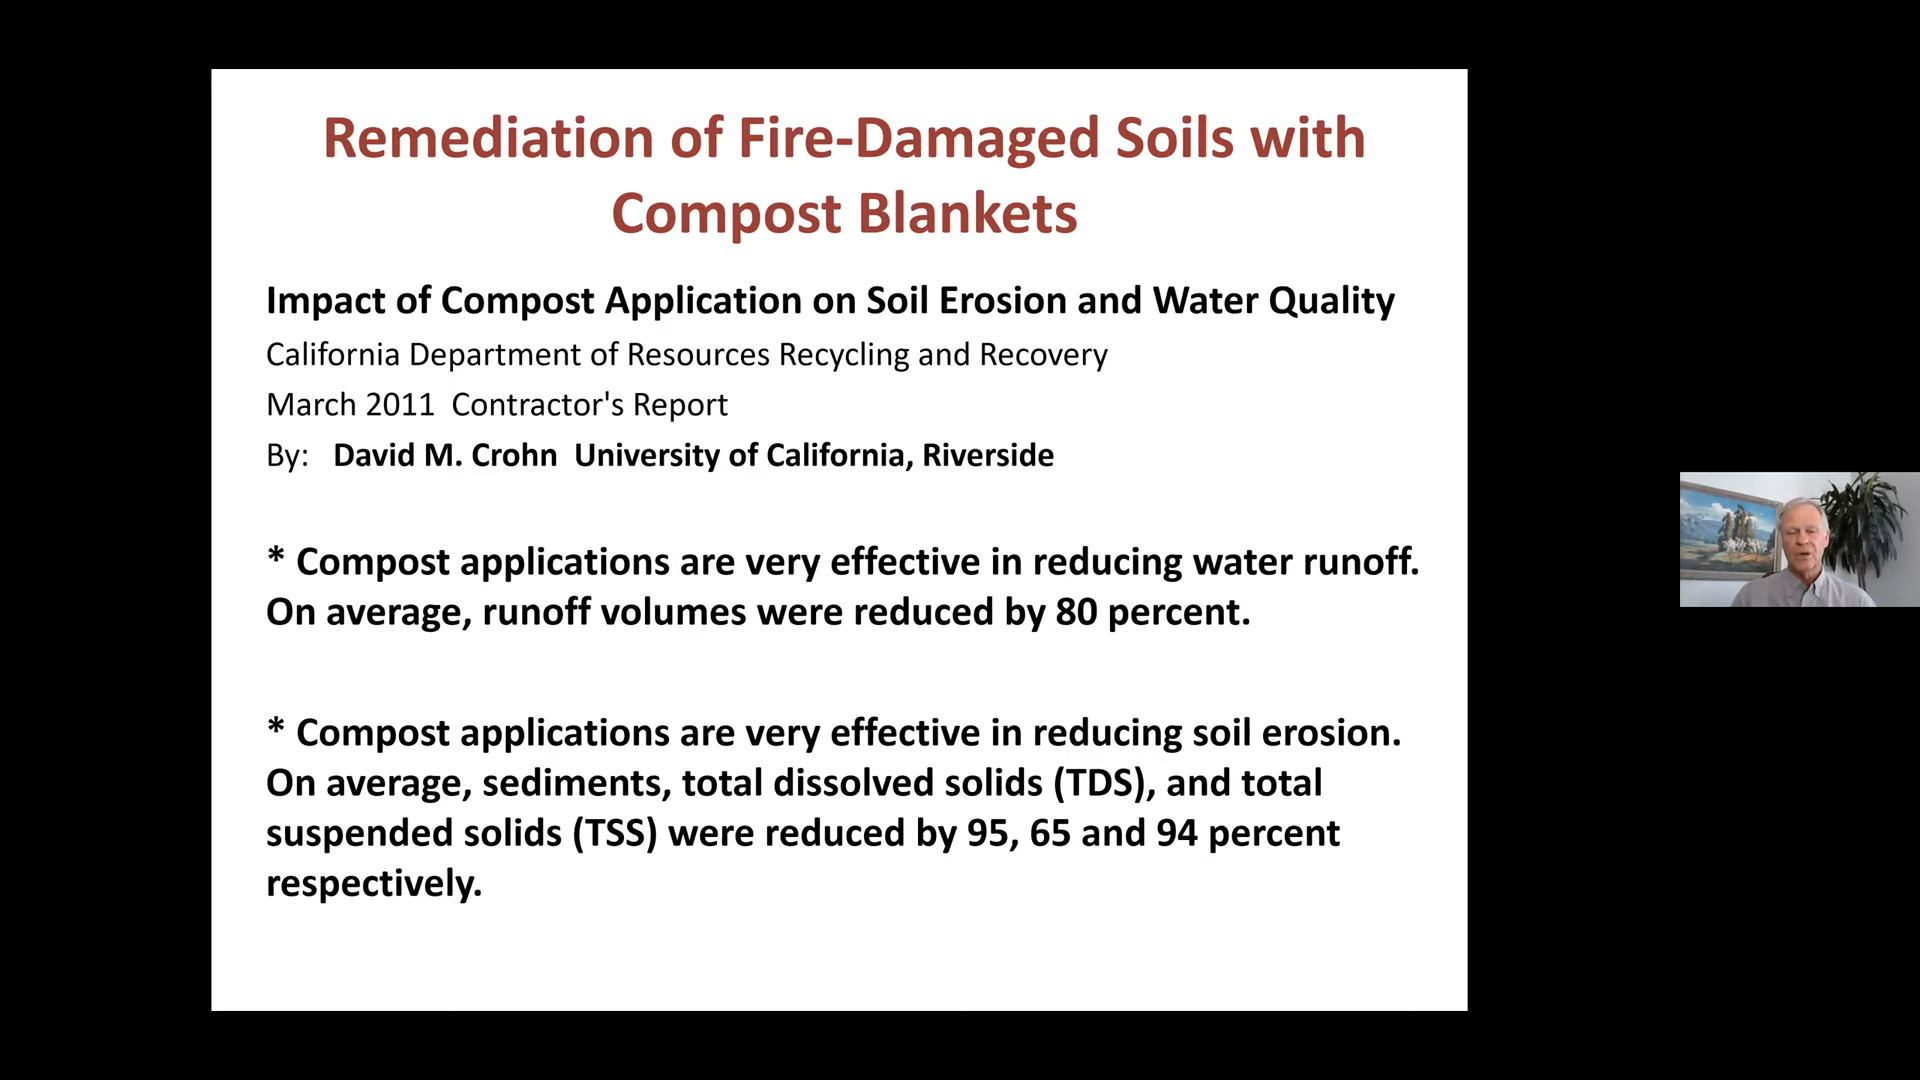 Remediation of Fire-Damaged Soils with
Compost Blankets
Impact of Compost Application on Soil Erosion and Water Quality
California Department of Resources Recycling and Recovery
March 2011  Contractor's Report
By:   David M. Crohn  University of California, Riverside
* Compost applications are very effective in reducing water runoff.
On average, runoff volumes were reduced by 80 percent.
* Compost applications are very effective in reducing soil erosion.
On average, sediments, total dissolved solids (TDS), and total
suspended solids (TSS) were reduced by 95, 65 and 94 percent
respectively.